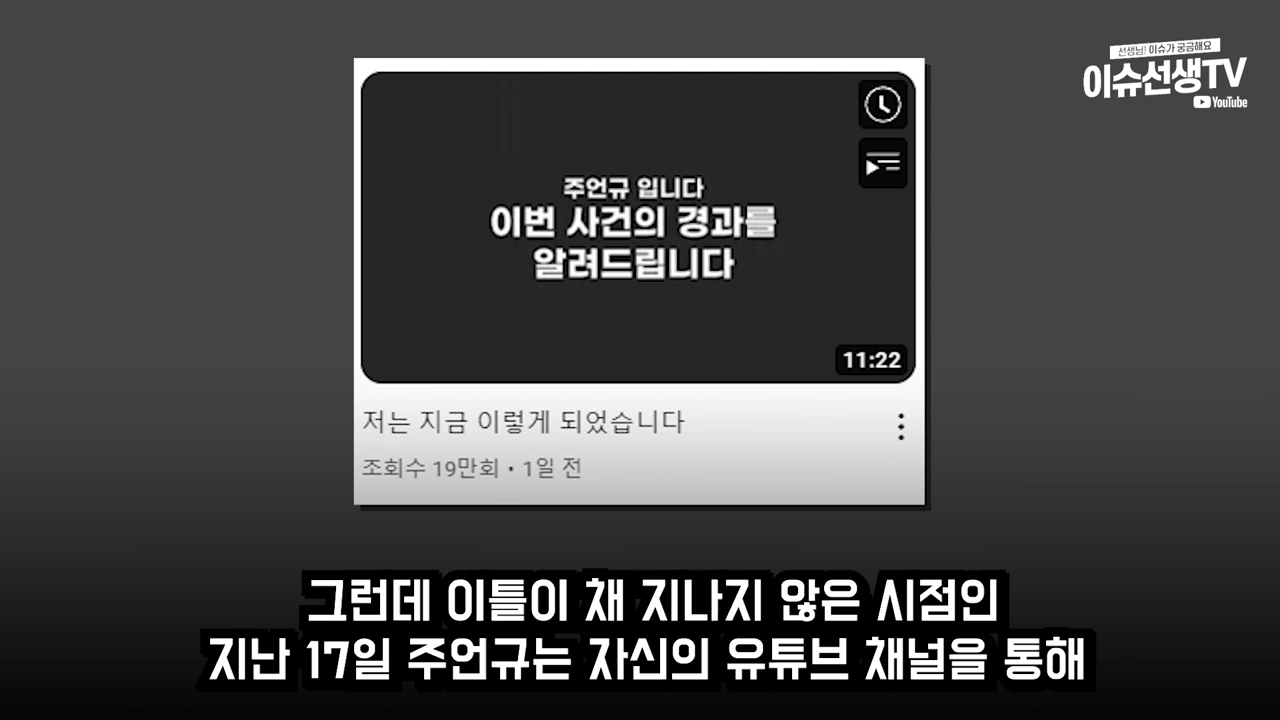 선생님! 이슈가 궁금해요
이슈선생TV
YouTube
주언규 입니다
이번 사건의 경과를
알려드립니다
11:22
저는 지금 이렇게 되었습니다
조회수 19만회 • 1일 전
그런데 이틀이 채 지나지 않은 시점인
지난 17일 주언규는 자신의 유튜브 채널을 통해